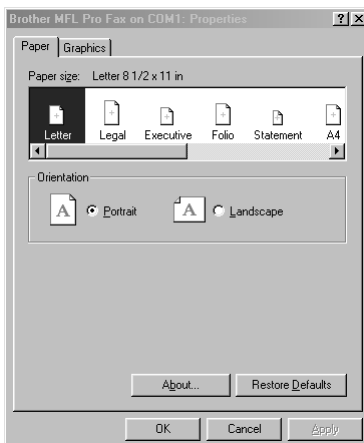 Brother MFL Pro Fax on COM1: Properties
Paper Graphics
Paper size: Letter 8 1/2 x 11 in
Letter Legal Executive Folio Statement A4
Orientation
A Portrait A Landscape
About... Restore Defaults
OK Cancel Apply